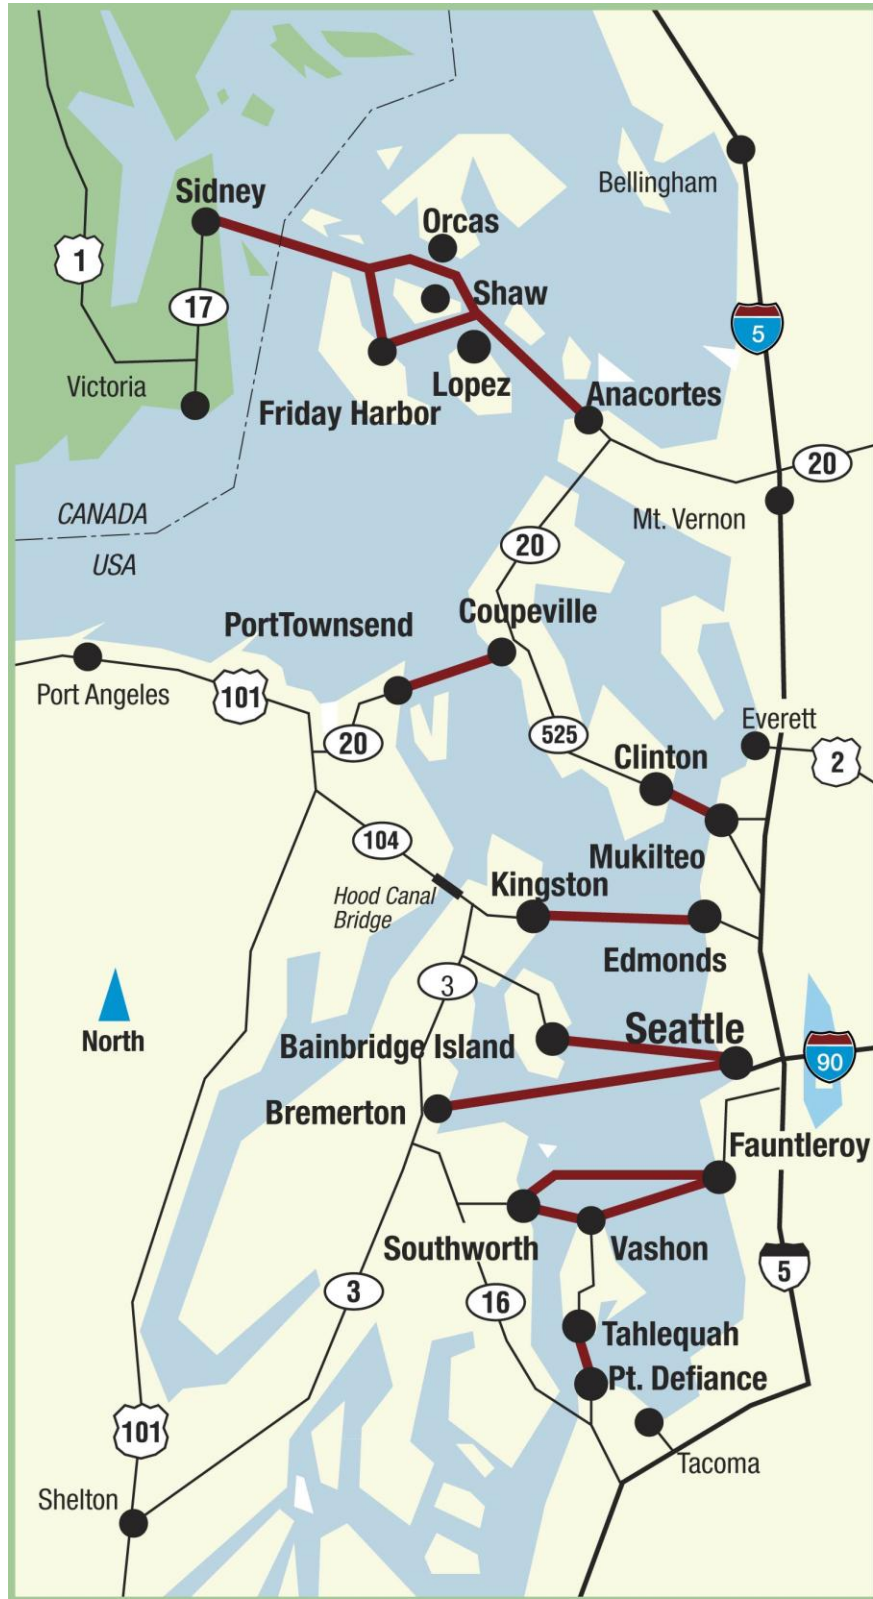 Bellingham
Sidney
Orcas
1
17
Shaw
5
Victoria
Lopez
Friday Harbor
Anacortes
20
CANADA
Mt. Vernon
USA
20
Coupeville
PortTownsend
Port Angeles
101
20
525
Everett
Clinton
2
104
Mukilteo
Kingston
Hood Canal
Bridge
Edmonds
3
Seattle
North
Bainbridge Island
90
Bremerton
Fauntleroy
Southworth
Vashon
5
3
16
Tahlequah
Pt. Defiance
101
Tacoma
Shelton